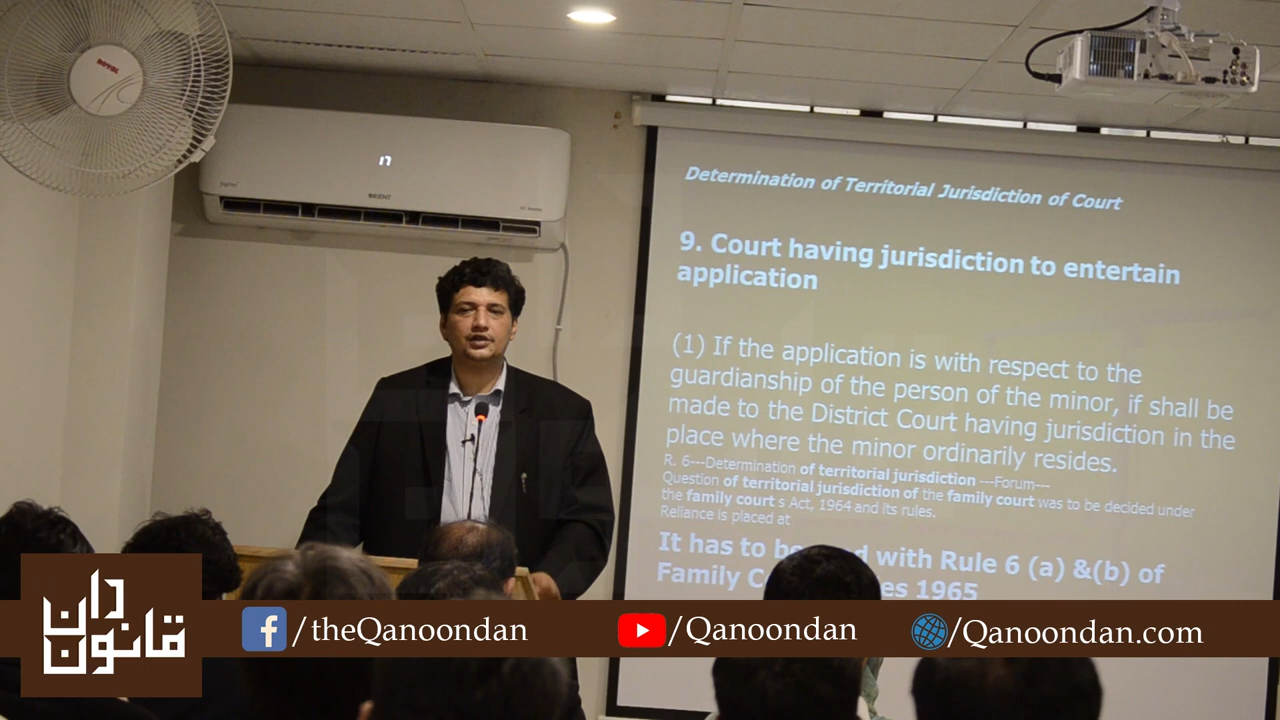 ROYAL
17
ORIENT
Determination of Territorial Jurisdiction of Court
9. Court having jurisdiction to entertain
application
(1) If the application is with respect to the
guardianship of the person of the minor, if shall be
made to the District Court having jurisdiction in the
place where the minor ordinarily resides.
R. 6---Determination of territorial jurisdiction ---Forum---
Question of territorial jurisdiction of the family court was to be decided under
the family court s Act, 1964 and its rules.
Reliance is placed at
It has to be with Rule 6 (a) &(b) of
Family 1965
قانون دان
/theQanoondan
/Qanoondan
/Qanoondan.com